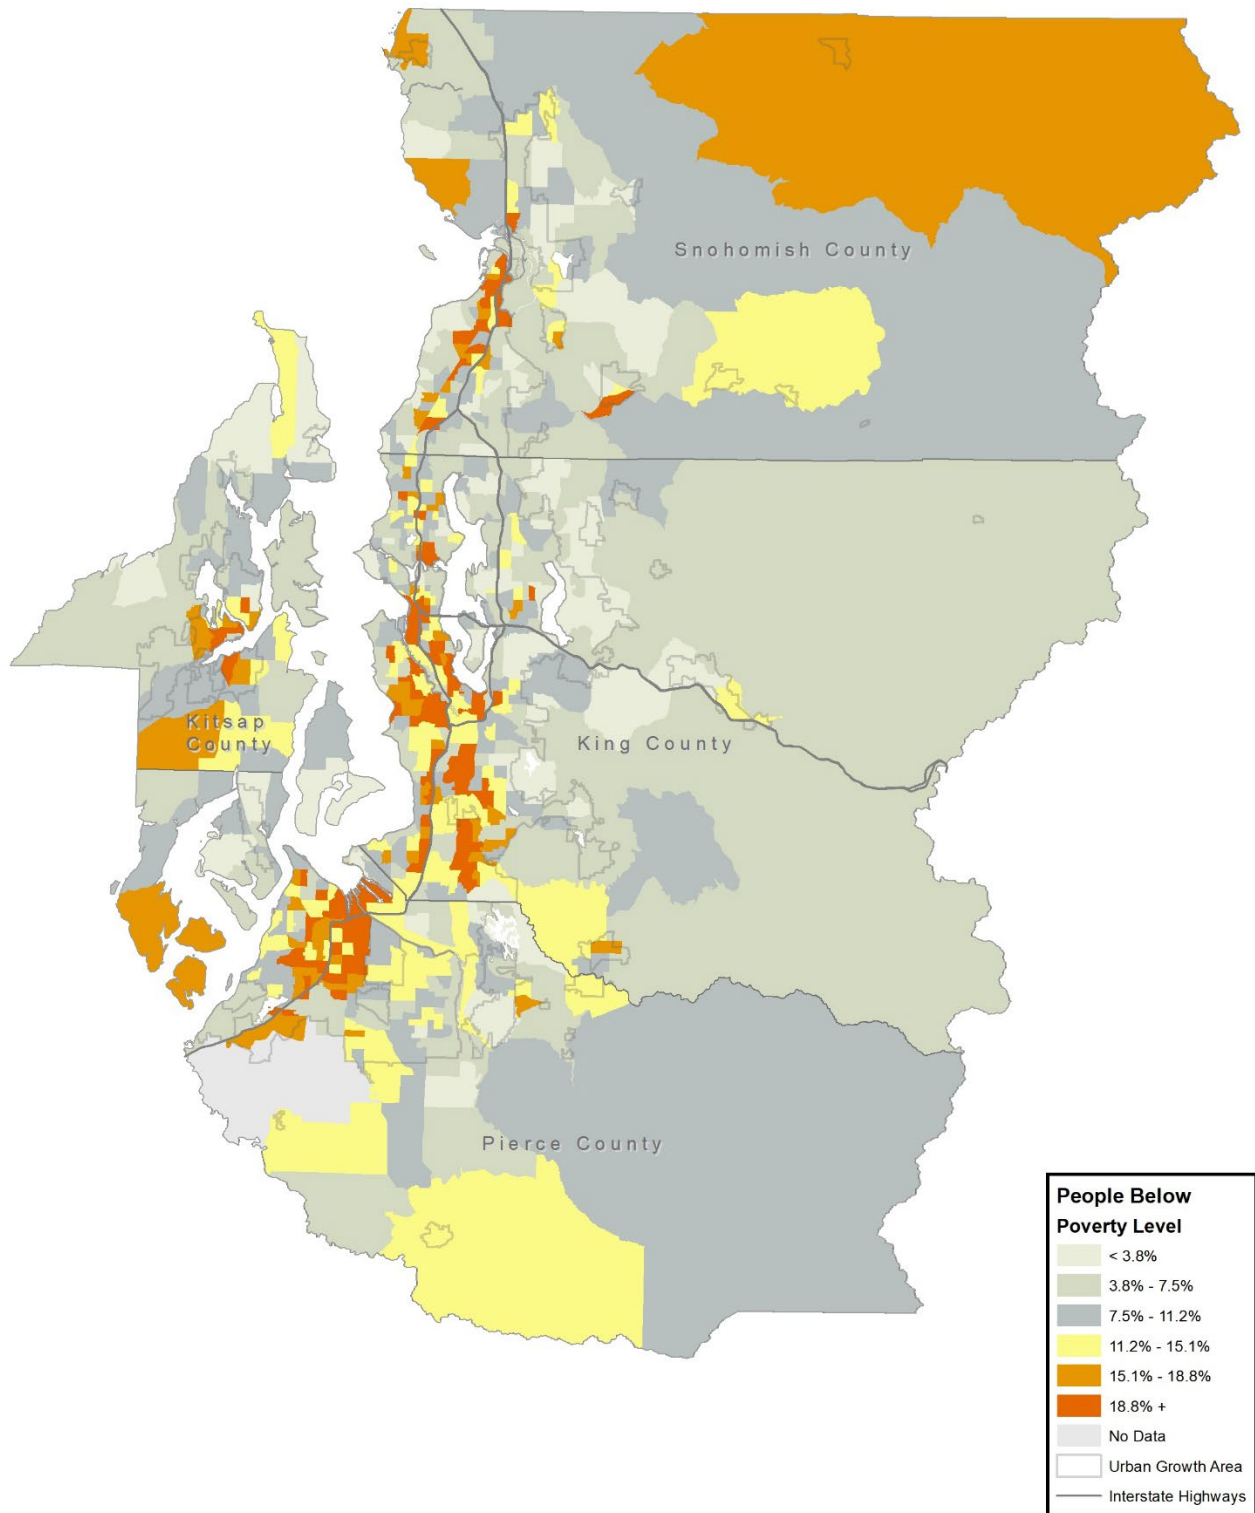 Snohomish County
Kitsap
County
King County
Pierce County
People Below
Poverty Level
< 3.8%
3.8% - 7.5%
7.5% - 11.2%
11.2% - 15.1%
15.1% - 18.8%
18.8% +
No Data
Urban Growth Area
Interstate Highways